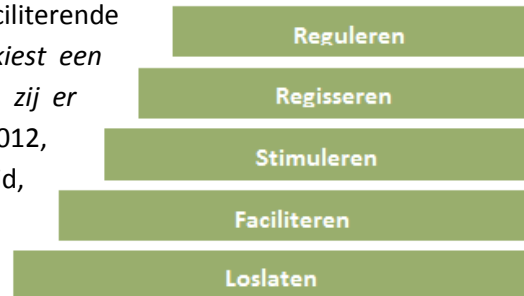 ciliterende
kiest een
zij er
012,
d,
Reguleren
Regisseren
Stimuleren
Faciliteren
Loslaten